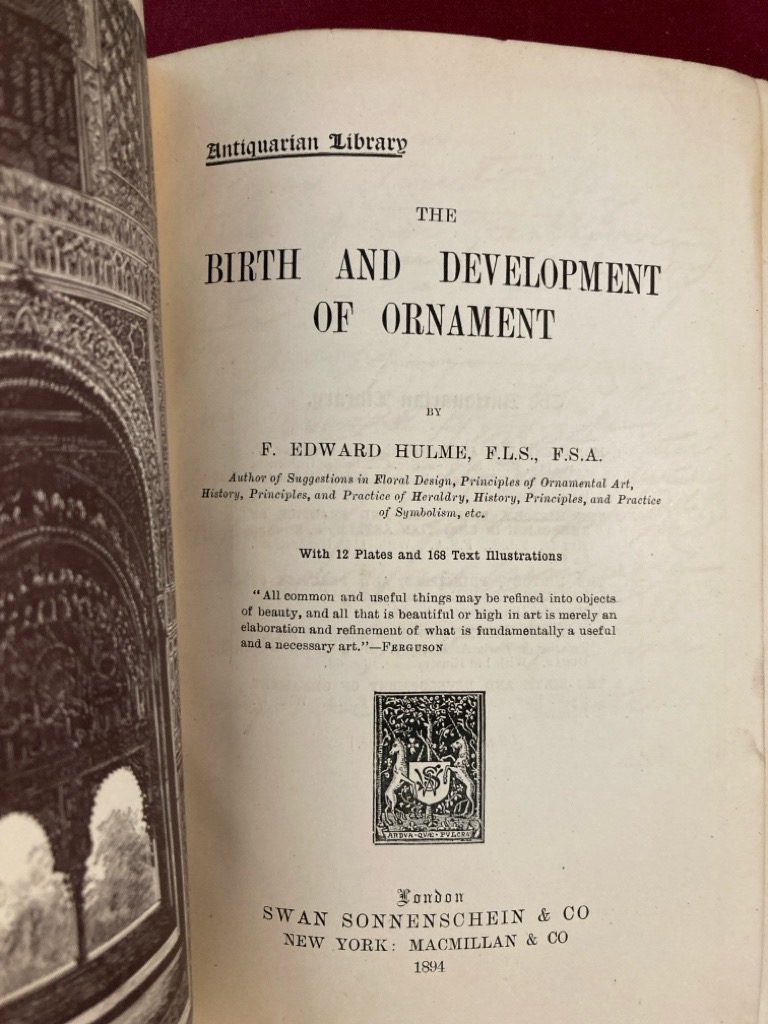 Antiquarian Library
THE
BIRTH AND DEVELOPMENT
OF ORNAMENT
BY
F. EDWARD HULME, F.L.S., F.S.A.
Author of Suggestions in Floral Design, Principles of Ornamental Art,
History, Principles, and Practice of Heraldry, History, Principles, and Practice
of Symbolism, etc.
With 12 Plates and 168 Text Illustrations
"All common and useful things may be refined into objects
of beauty, and all that is beautiful or high in art is merely an
elaboration and refinement of what is fundamentally a useful
and a necessary art."—FERGUSON
ARDVA·QVÆ·PVLCRA
London
SWAN SONNENSCHEIN & CO
NEW YORK: MACMILLAN & CO
1894